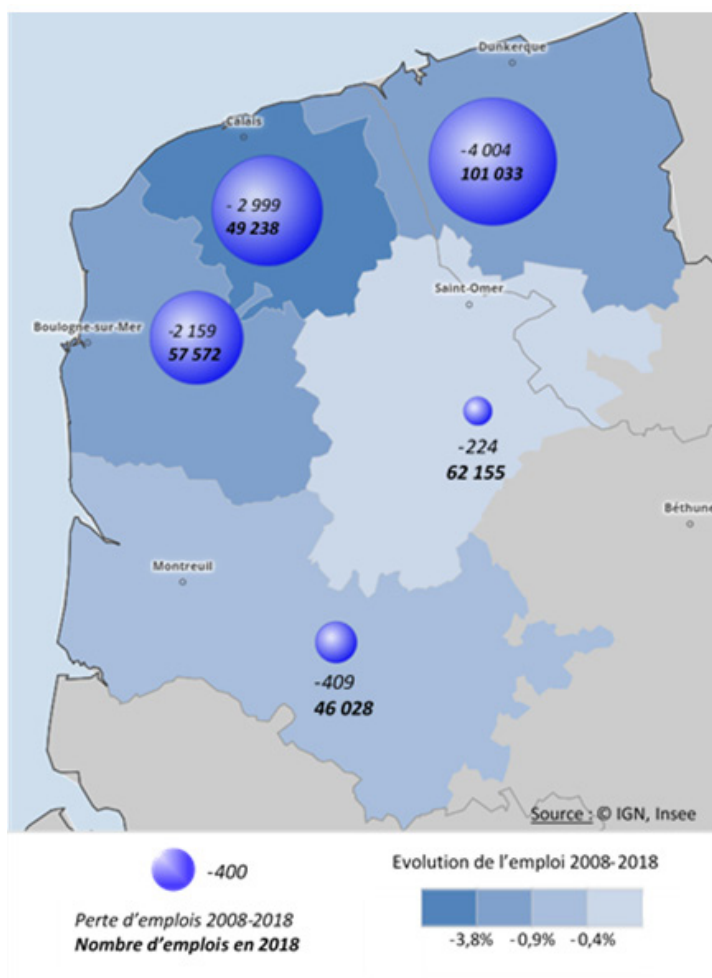 Dunkerque
Calais
-4 004
101 033
- 2 999
49 238
Saint-Omer
Boulogne-sur-Mer
-2 159
57 572
-224
62 155
Béthune
Montreuil
-409
46 028
Source : © IGN, Insee
-400
Perte d'emplois 2008-2018
Nombre d'emplois en 2018
Evolution de l'emploi 2008-2018
-3,8% -0,9% -0,4%